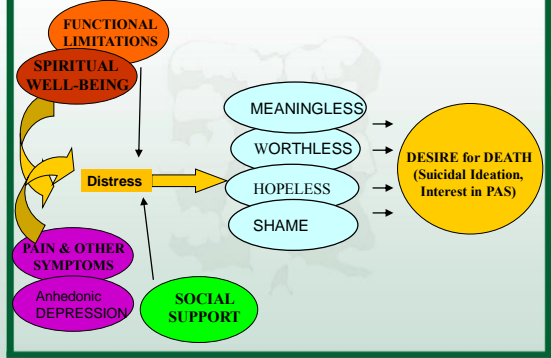 FUNCTIONAL
LIMITATIONS
SPIRITUAL
WELL-BEING
Distress
PAIN & OTHER
SYMPTOMS
Anhedonic
DEPRESSION
SOCIAL
SUPPORT
MEANINGLESS
WORTHLESS
HOPELESS
SHAME
DESIRE for DEATH
(Suicidal Ideation,
Interest in PAS)